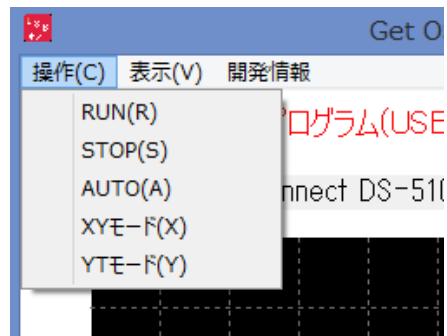 Get O
操作(C) 表示(V) 開発情報
RUN(R)
プログラム(USE
STOP(S)
AUTO(A)
nnect DS-510
XYモード(X)
YTモード(Y)